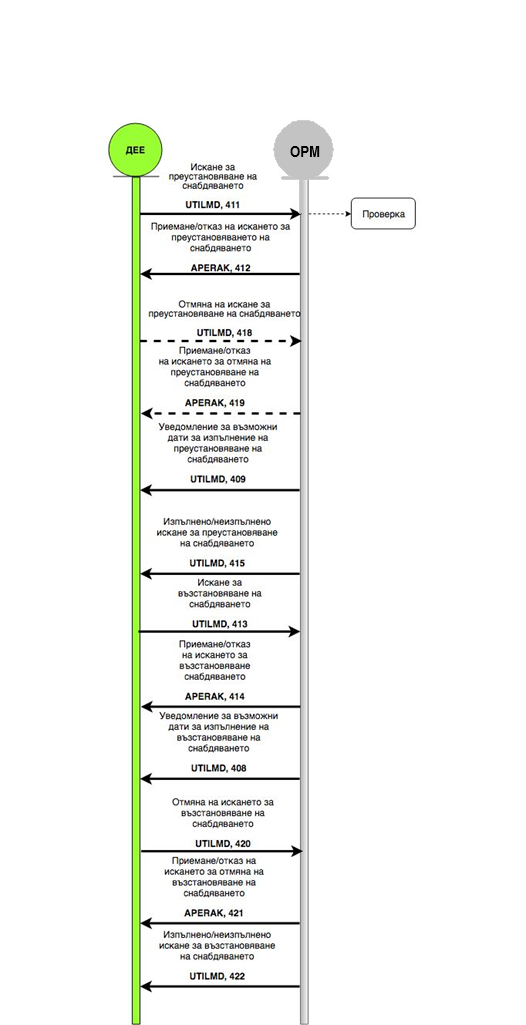 ДЕЕ
ОРМ
Искане за
преустановяване на
снабдяването
UTILMD, 411
Проверка
Приемане/отказ на искането за
преустановяването на
снабдяването
APERAK, 412
Отмяна на искане за
преустановяване на снабдяването
UTILMD, 418
Приемане/отказ
на искането за отмяна на
преустановяване на
снабдяването
APERAK, 419
Уведомление за възможни
дати за изпълнение на
преустановяване на
снабдяването
UTILMD, 409
Изпълнено/неизпълнено
искане за преустановяване
на снабдяването
UTILMD, 415
Искане за
възстановяване на
снабдяването
UTILMD, 413
Приемане/отказ
на искането за
възстановяване
снабдяването
APERAK, 414
Уведомление за възможни
дати за изпълнение на
възстановяване на
снабдяването
UTILMD, 408
Отмяна на искането за
възстановяване на
снабдяването
UTILMD, 420
Приемане/отказ на
искането за отмяна на
възстановяване на
снабдяването
APERAK, 421
Изпълнено/неизпълнено
искане за възстановяване
на снабдяването
UTILMD, 422